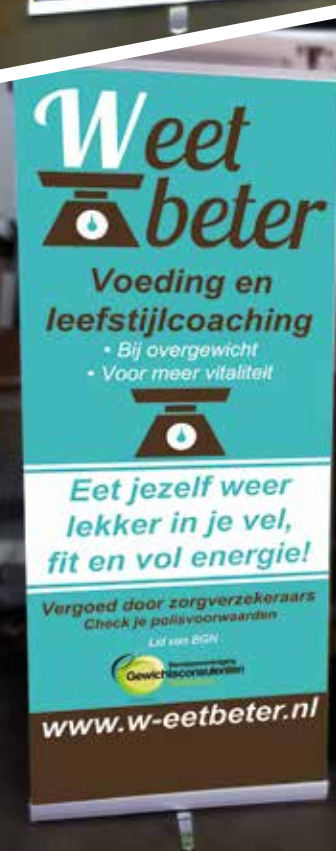 Weet
beter
Voeding en
leefstijlcoaching
• Bij overgewicht
• Voor meer vitaliteit
Eet jezelf weer
lekker in je vel,
fit en vol energie!
Vergoed door zorgverzekeraars
Check je polisvoorwaarden
Lid van BGN
Gewichtsconsulenten
www.w-eetbeter.nl